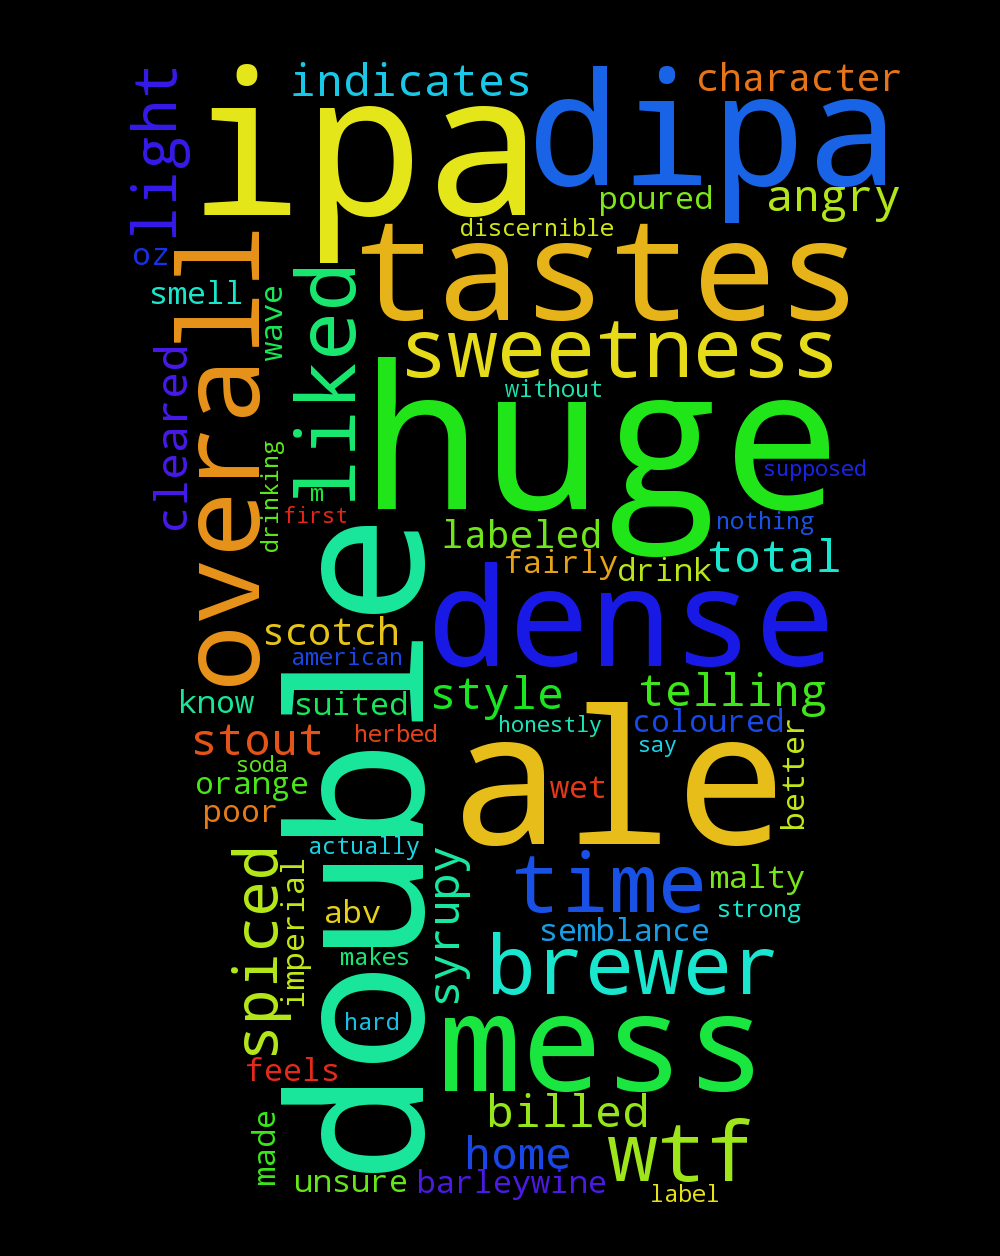 indicates
character
light
ipa
dipa
poured
angry
discernible
oz
overall
tastes
smell
wave
liked
sweetness
cleared
huge
without
drinking
m
first
supposed
labeled
nothing
fairly
drink
total
double
dense
scotch
american
know
suited
style
telling
stout
herbed
honestly
coloured
say
ale
better
soda
orange
wet
poor
actually
spiced
imperial
abv
syrupy
time
malty
strong
semblance
makes
brewer
hard
mess
feels
billed
made
home
wtf
unsure
barleywine
label